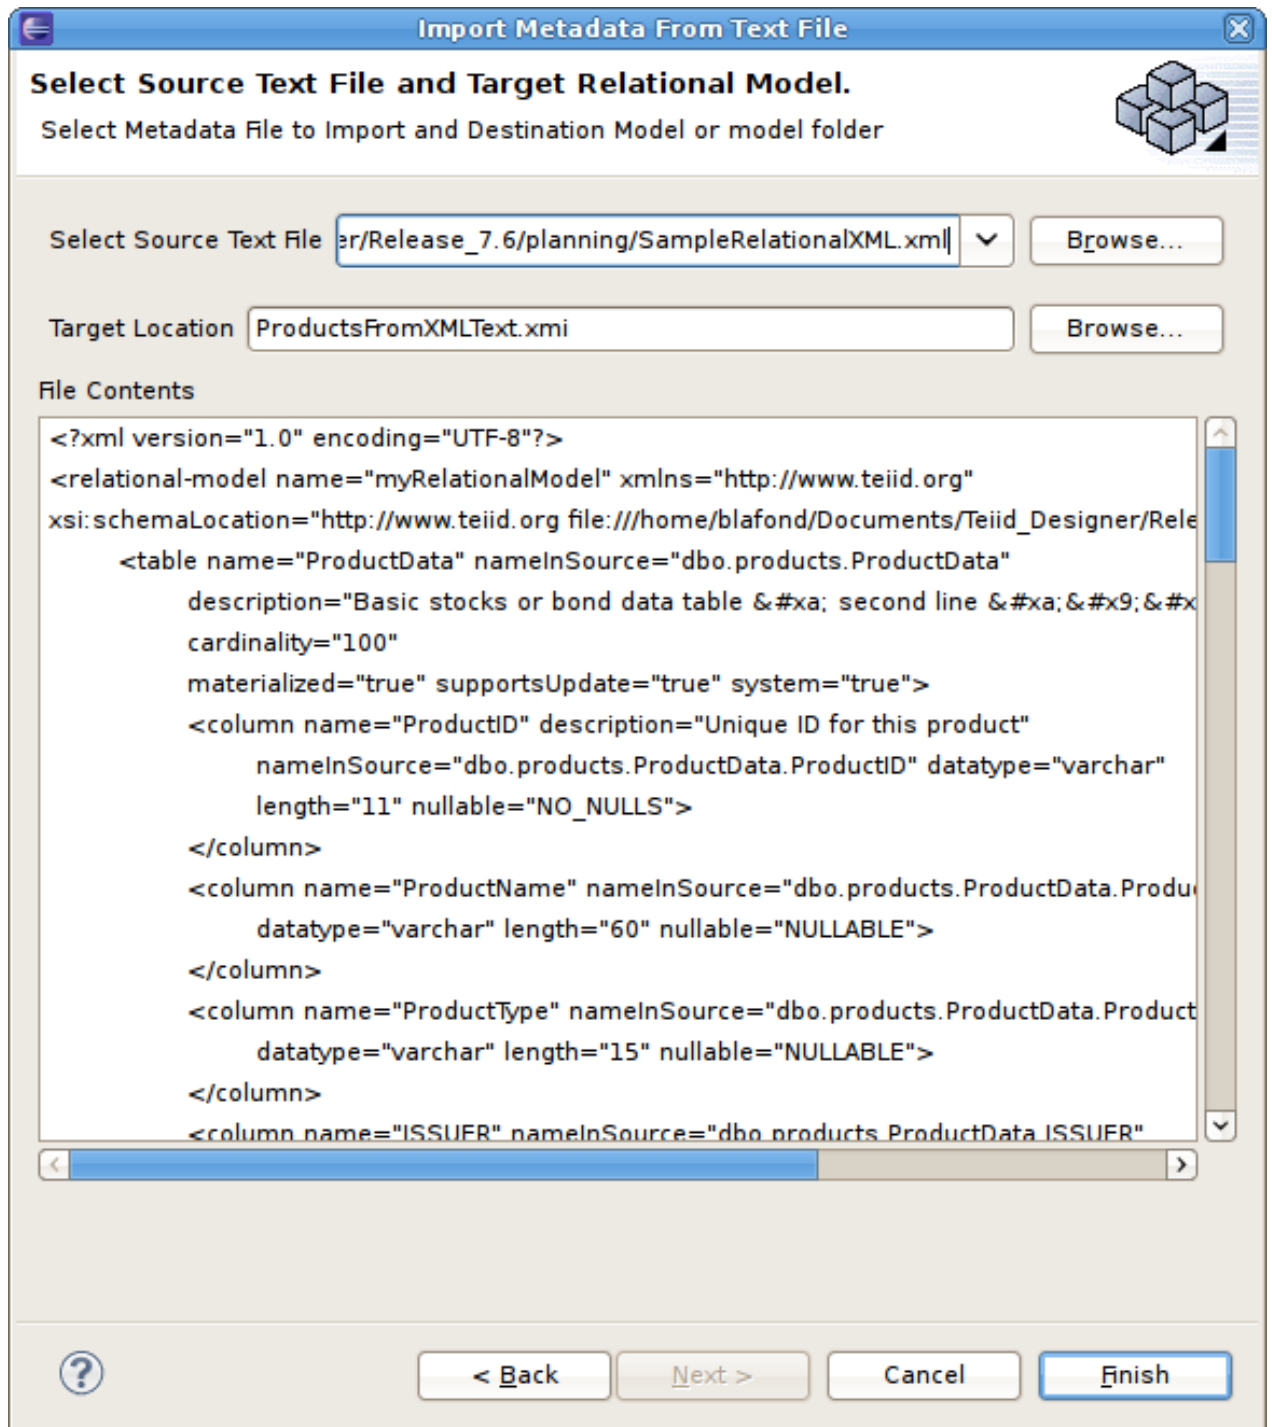 Import Metadata From Text File
Select Source Text File and Target Relational Model.
Select Metadata File to Import and Destination Model or model folder
Select Source Text File er/Release_7.6/planning/SampleRelationalXML.xml Browse...
Target Location ProductsFromXMLText.xmi Browse...
File Contents
<?xml version="1.0" encoding="UTF-8"?>
<relational-model name="myRelationalModel" xmlns="http://www.teiid.org"
xsi:schemaLocation="http://www.teiid.org file:///home/blafond/Documents/Teiid_Designer/Rele
<table name="ProductData" nameInSource="dbo.products.ProductData"
description="Basic stocks or bond data table &#xa; second line &#xa;&#x9;&#x
cardinality="100"
materialized="true" supportsUpdate="true" system="true">
<column name="ProductID" description="Unique ID for this product"
nameInSource="dbo.products.ProductData.ProductID" datatype="varchar"
length="11" nullable="NO_NULLS">
</column>
<column name="ProductName" nameInSource="dbo.products.ProductData.Produ
datatype="varchar" length="60" nullable="NULLABLE">
</column>
<column name="ProductType" nameInSource="dbo.products.ProductData.Product
datatype="varchar" length="15" nullable="NULLABLE">
</column>
<column name="ISSUER" nameInSource="dbo.products.ProductData.ISSUER"
< Back Next > Cancel Finish